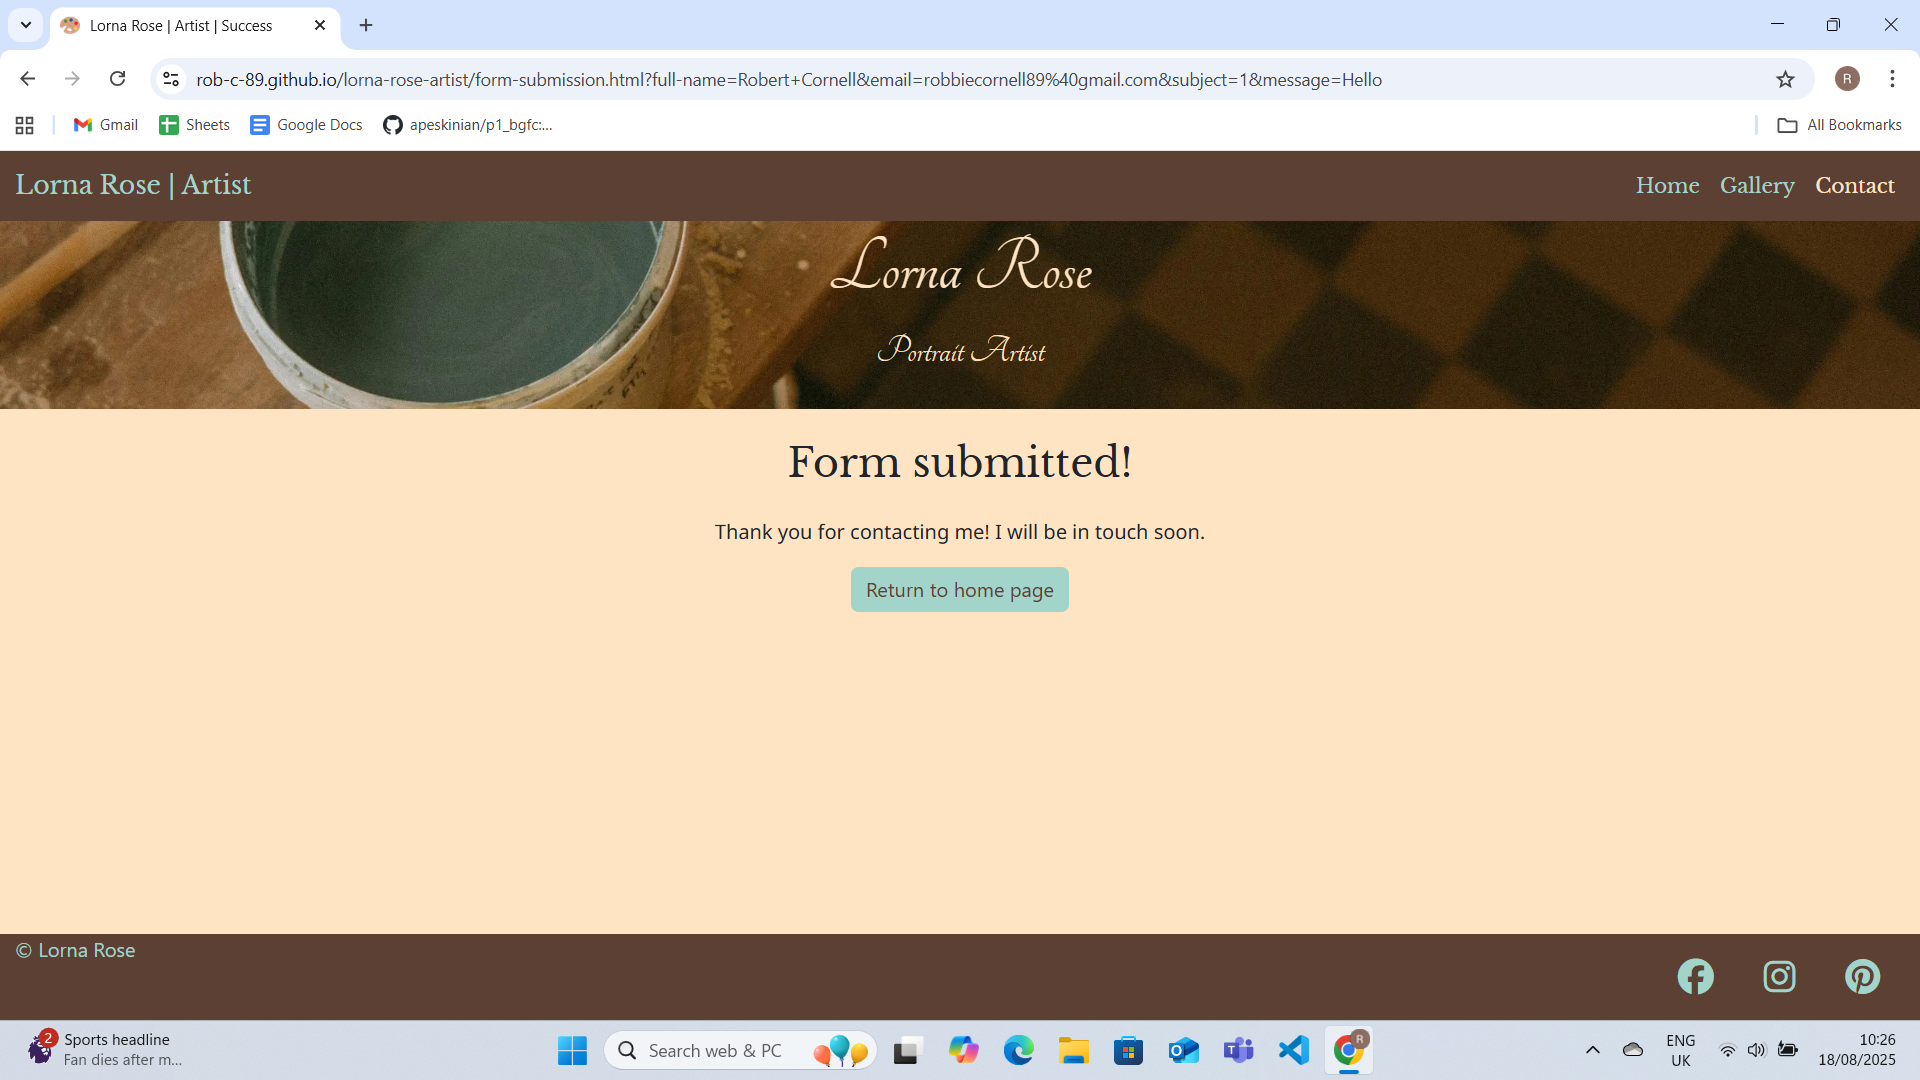 Lorna Rose | Artist | Success
rob-c-89.github.io/lorna-rose-artist/form-submission.html?full-name=Robert+Cornell&email=robbiecornell89%40gmail.com&subject=1&message=Hello
R
Gmail
Sheets
Google Docs
apeskinian/p1_bgfc:...
All Bookmarks
Lorna Rose | Artist
Home
Gallery
Contact
Lorna Rose
Portrait Artist
Form submitted!
Thank you for contacting me! I will be in touch soon.
Return to home page
© Lorna Rose
2
Sports headline
Fan dies after m...
Search web & PC
R
ENG
UK
10:26
18/08/2025